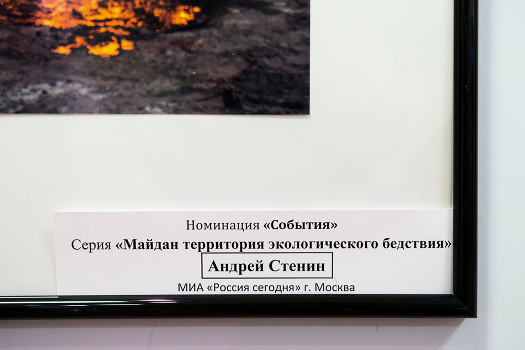 Номинация «События»
Серия «Майдан территория экологического бедствия»
Андрей Стенин
МИА «Россия сегодня» г. Москва